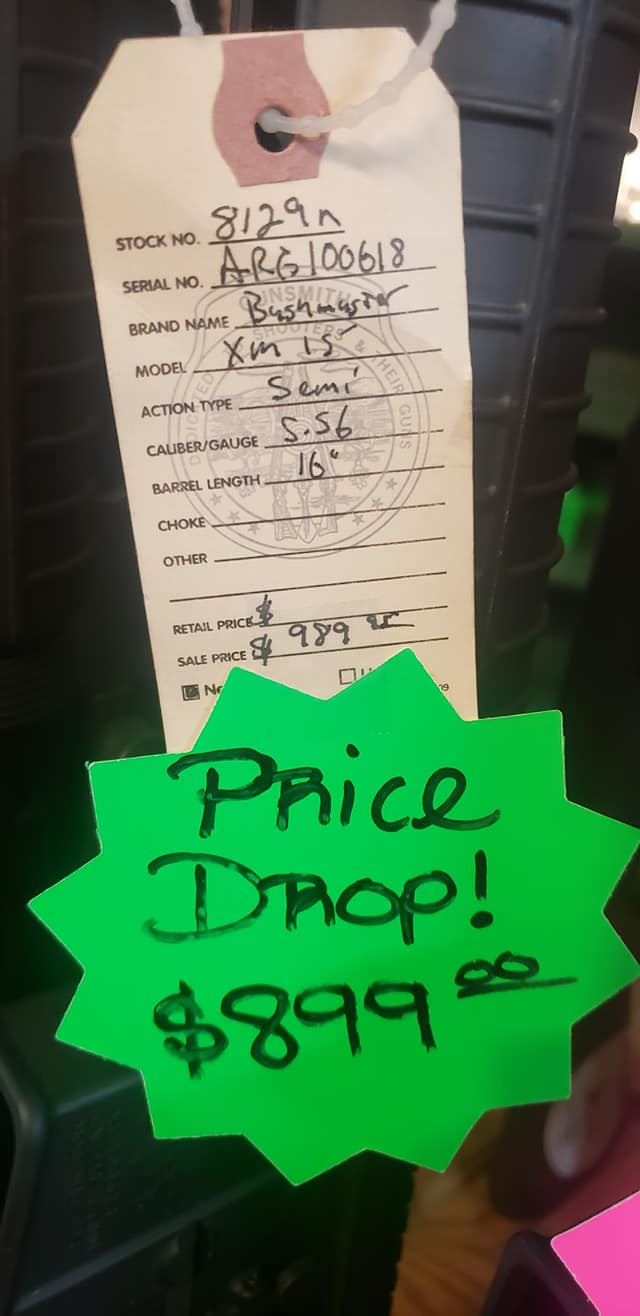 STOCK NO. 8129n
SERIAL NO. ARG100618
BRAND NAME Bushmaster
MODEL XM 15
ACTION TYPE Semi
CALIBER/GAUGE 5.56
BARREL LENGTH 16"
CHOKE
OTHER
RETAIL PRICE $
SALE PRICE $ 989 95
Price
Drop!
$899 00